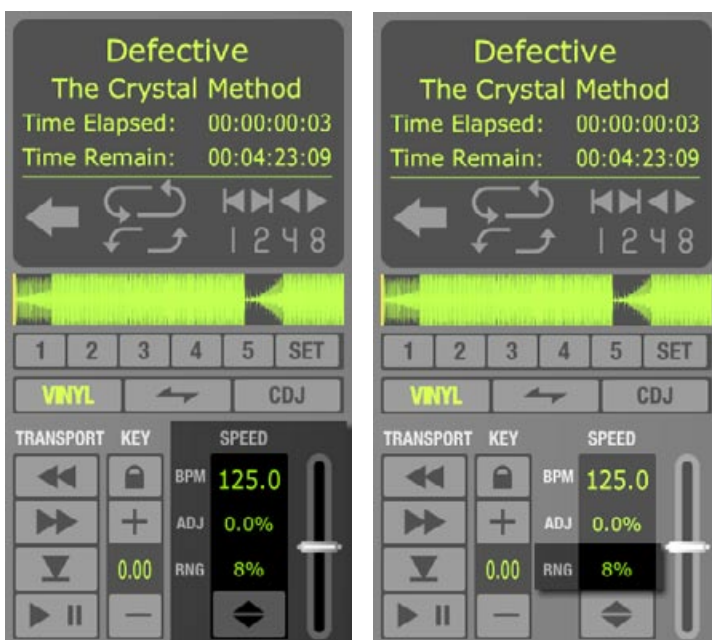 Defective
The Crystal Method
Time Elapsed: 00:00:00:03
Time Remain: 00:04:23:09
1 2 4 8
1 2 3 4 5 SET
VINYL CDJ
TRANSPORT KEY SPEED
BPM 125.0
ADJ 0.0%
0.00 RNG 8%
Defective
The Crystal Method
Time Elapsed: 00:00:00:03
Time Remain: 00:04:23:09
1 2 4 8
1 2 3 4 5 SET
VINYL CDJ
TRANSPORT KEY SPEED
BPM 125.0
ADJ 0.0%
0.00 RNG 8%